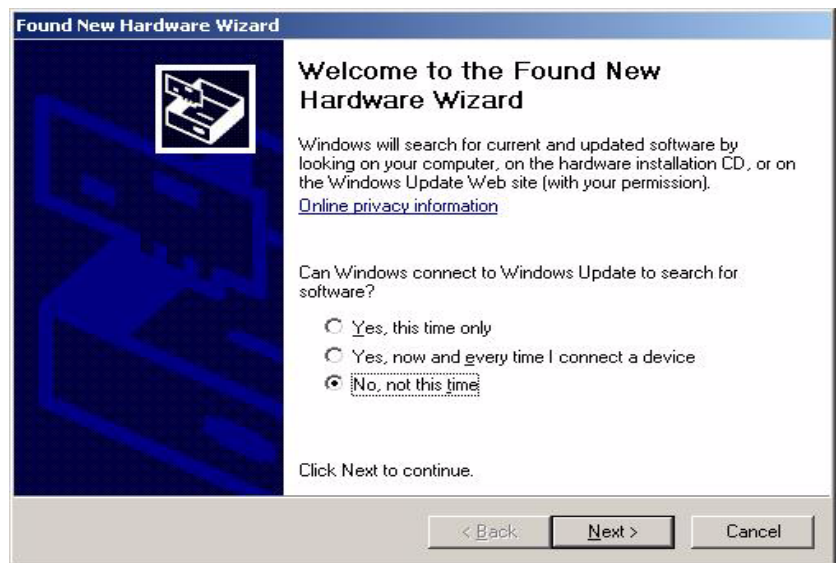 Found New Hardware Wizard
Welcome to the Found New
Hardware Wizard
Windows will search for current and updated software by
looking on your computer, on the hardware installation CD, or on
the Windows Update Web site (with your permission).
Online privacy information
Can Windows connect to Windows Update to search for
software?
Yes, this time only
Yes, now and every time I connect a device
No, not this time
Click Next to continue.
< Back Next > Cancel